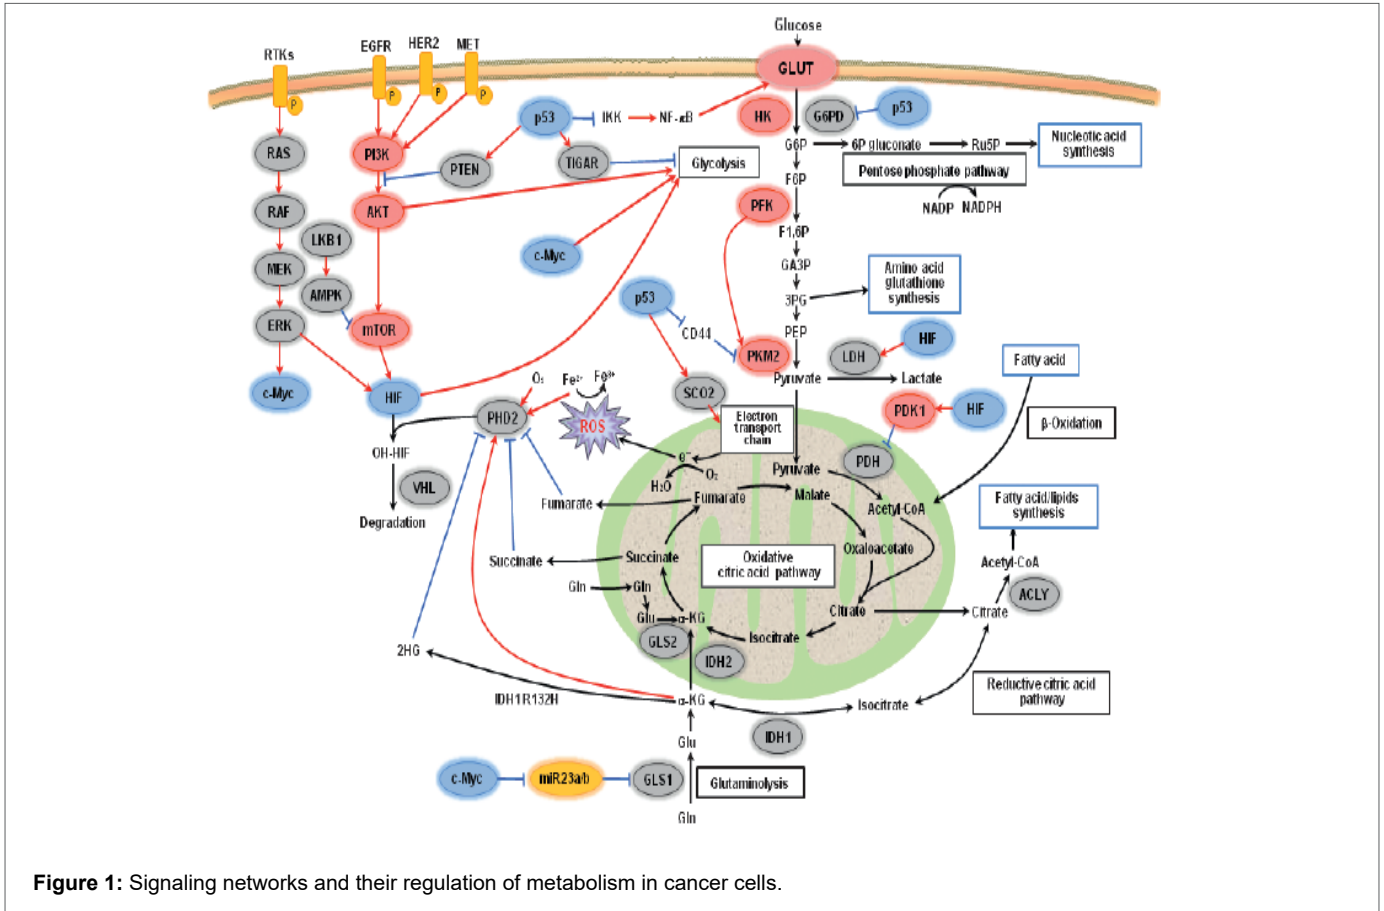 Glucose
RTKs
EGFR
HER2
MET
GLUT
P
P
P
P
p53
IKK
NF-κB
HK
G6PD
p53
RAS
PI3K
PTEN
TIGAR
Glycolysis
G6P
6P gluconate
Ru5P
Nucleotic acid
synthesis
Pentose phosphate pathway
F6P
NADP
NADPH
RAF
AKT
PFK
LKB1
c-Myc
F1,6P
MEK
GA3P
Amino acid
glutathione
synthesis
AMPK
p53
3PG
ERK
mTOR
CD44
PEP
PKM2
LDH
HIF
Fatty acid
c-Myc
HIF
O₂
Fe²⁺
Fe³⁺
SCO2
Pyruvate
Lactate
PHD2
ROS
Electron
transport
chain
PDK1
HIF
β-Oxidation
OH-HIF
e⁻
O₂
H₂O
Pyruvate
PDH
VHL
Fumarate
Fumarate
Malate
Acetyl-CoA
Fatty acid/lipids
synthesis
Degradation
Succinate
Succinate
Oxidative
citric acid pathway
Oxaloacetate
Acetyl-CoA
Gln
Gln
ACLY
Glu
α-KG
Citrate
Citrate
GLS2
Isocitrate
2HG
IDH2
IDH1R132H
α-KG
Isocitrate
Reductive citric acid
pathway
Glu
IDH1
c-Myc
miR23a/b
GLS1
Glutaminolysis
Gln
Figure 1: Signaling networks and their regulation of metabolism in cancer cells.